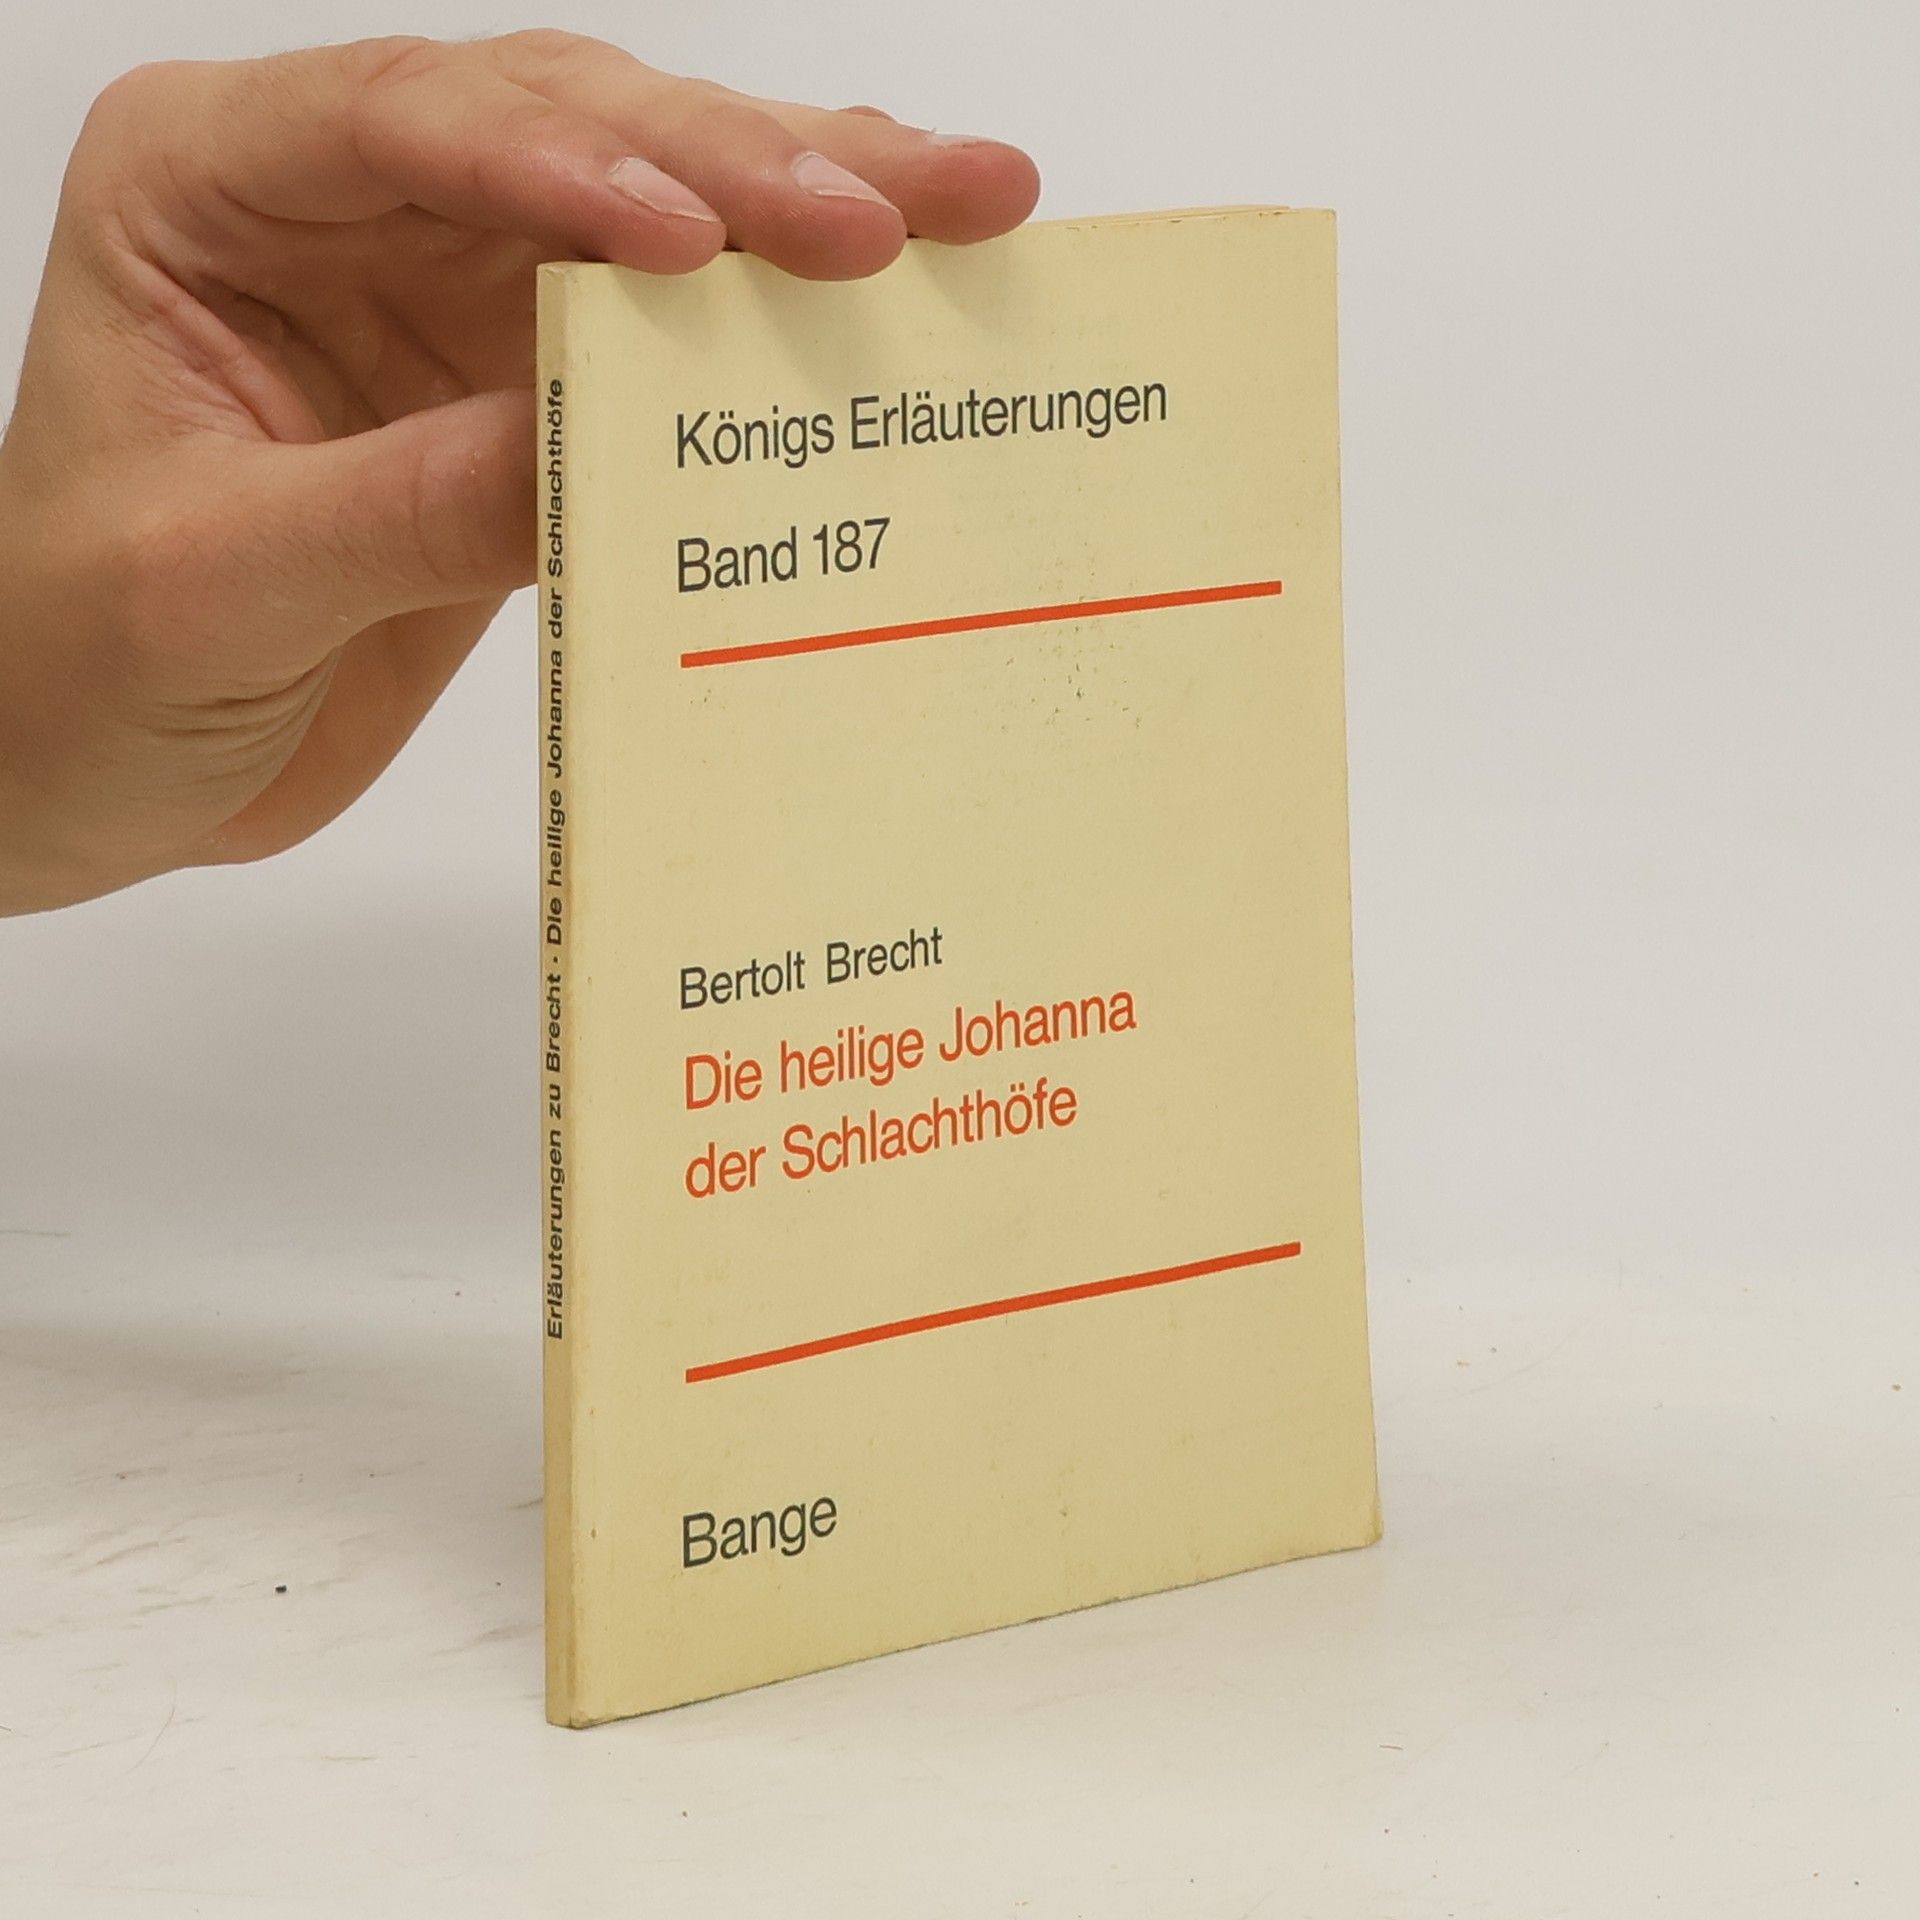 Königs Erläuterungen
Band 187
Bertolt Brecht
Die heilige Johanna
der Schlachthöfe
Bange
Erläuterungen zu Brecht · Die heilige Johanna der Schlachthöfe